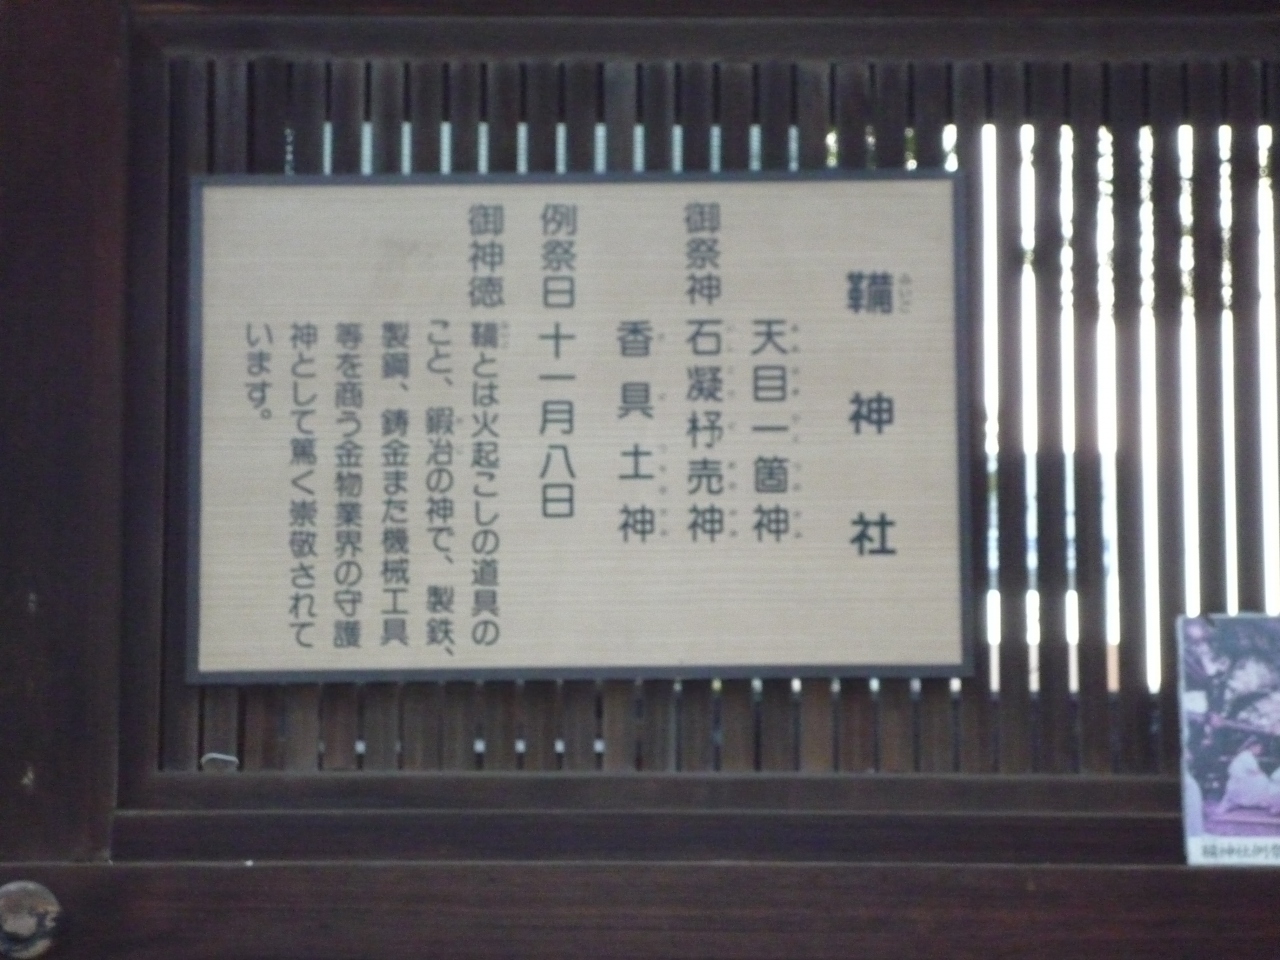 鞴神社
天目一箇神
御祭神 石凝杼売神
香具土神
例祭日 十一月八日
御神徳 鞴とは火起こしの道具の
こと、鍛冶の神で、製鉄、
製鋼、鋳金また機械工具
等を商う金物業界の守護
神として篤く崇敬されて
います。